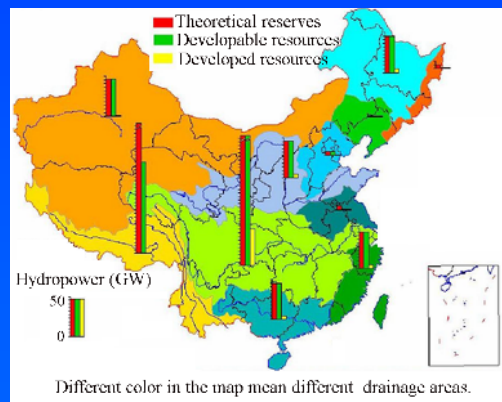 Theoretical reserves
Developable resources
Developed resources
Hydropower (GW)
50
0
Different color in the map mean different drainage areas.